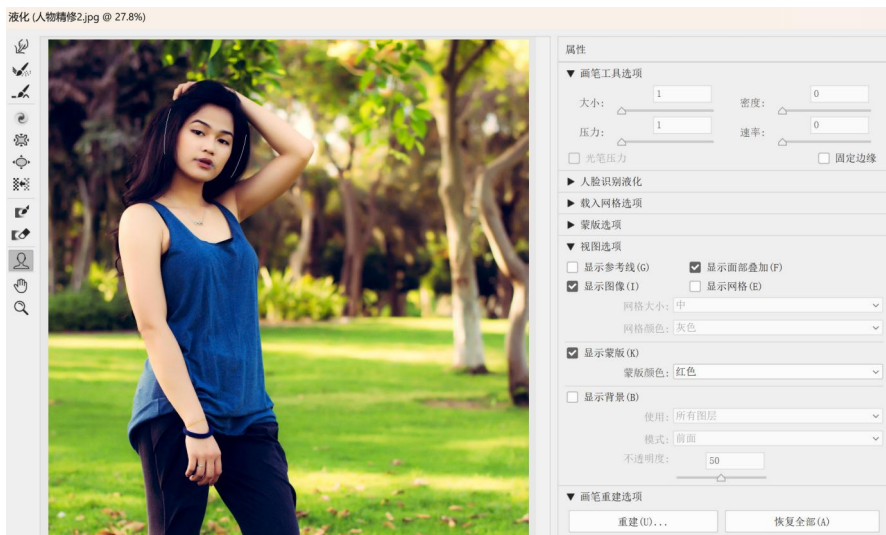 液化 (人物精修2.jpg @ 27.8%)
属性
▼ 画笔工具选项
大小: 1 密度: 0
压力: 1 速率: 0
光笔压力 固定边缘
▶ 人脸识别液化
▶ 载入网格选项
▶ 蒙版选项
▼ 视图选项
显示参考线(G) 显示面部叠加(F)
显示图像(I) 显示网格(E)
网格大小: 中
网格颜色: 灰色
显示蒙版(K)
蒙版颜色: 红色
显示背景(B)
使用: 所有图层
模式: 前面
不透明度: 50
▼ 画笔重建选项
重建(U)... 恢复全部(A)